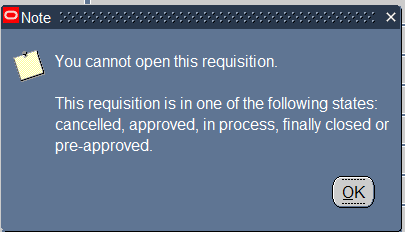 Note
You cannot open this requisition.
This requisition is in one of the following states:
cancelled, approved, in process, finally closed or
pre-approved.
OK